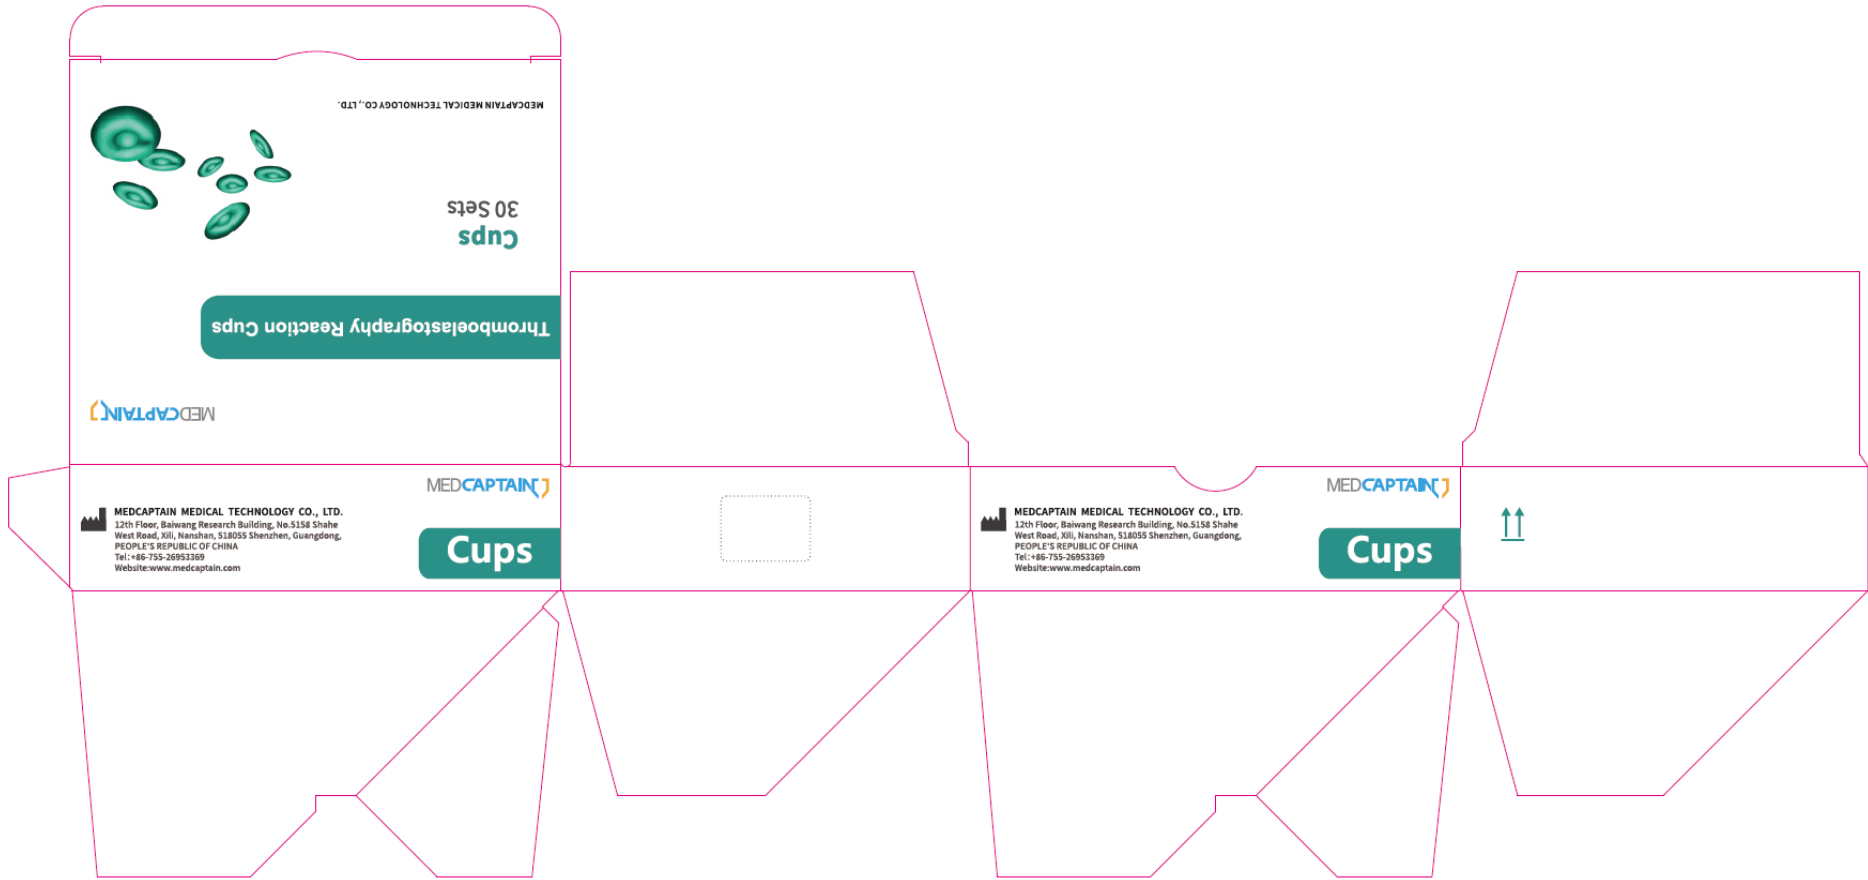 MEDCAPTAIN MEDICAL TECHNOLOGY CO., LTD.
30 Sets
Cups
Thromboelastography Reaction Cups
MEDCAPTAIN
MEDCAPTAIN
MEDCAPTAIN MEDICAL TECHNOLOGY CO., LTD.
12th Floor, Baiwang Research Building, No.5158 Shahe
West Road, Xili, Nanshan, 518055 Shenzhen, Guangdong,
PEOPLE'S REPUBLIC OF CHINA
Tel:+86-755-26953369
Website:www.medcaptain.com
Cups
MEDCAPTAIN
MEDCAPTAIN MEDICAL TECHNOLOGY CO., LTD.
12th Floor, Baiwang Research Building, No.5158 Shahe
West Road, Xili, Nanshan, 518055 Shenzhen, Guangdong,
PEOPLE'S REPUBLIC OF CHINA
Tel:+86-755-26953369
Website:www.medcaptain.com
Cups